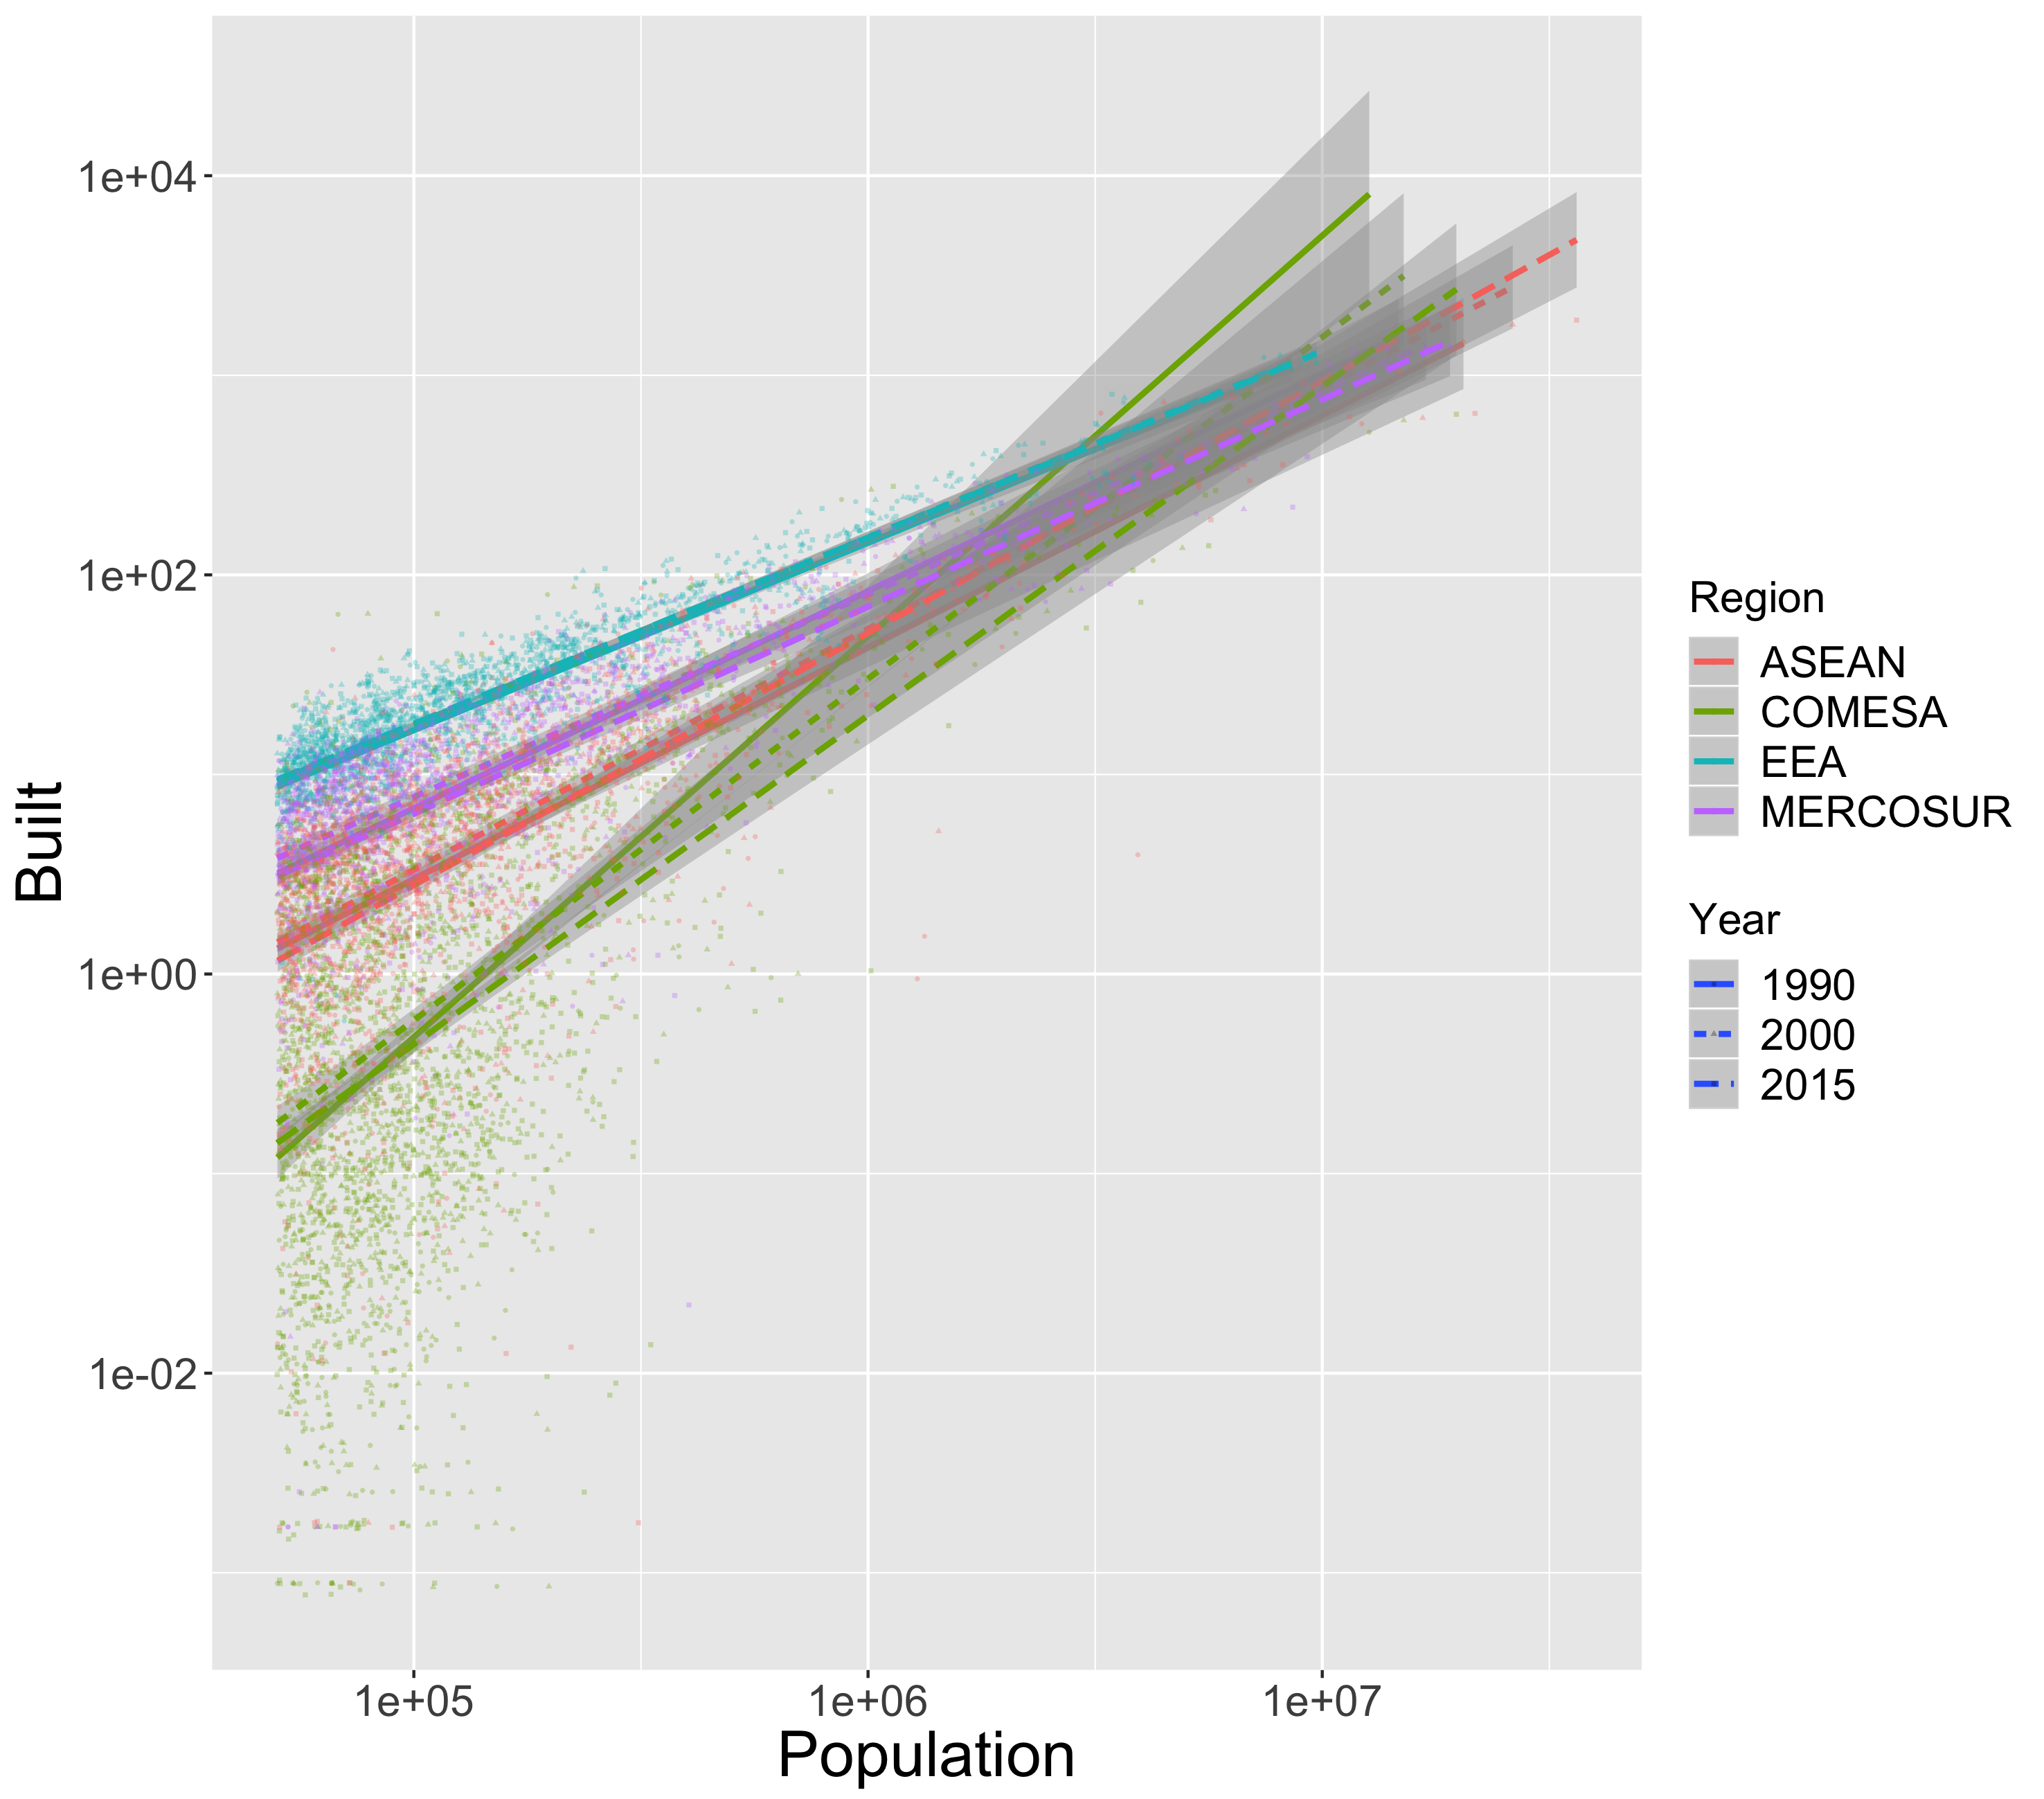 1e+04
1e+02
1e+00
1e-02
Built
1e+05
1e+06
1e+07
Population
Region
ASEAN
COMESA
EEA
MERCOSUR
Year
1990
2000
2015